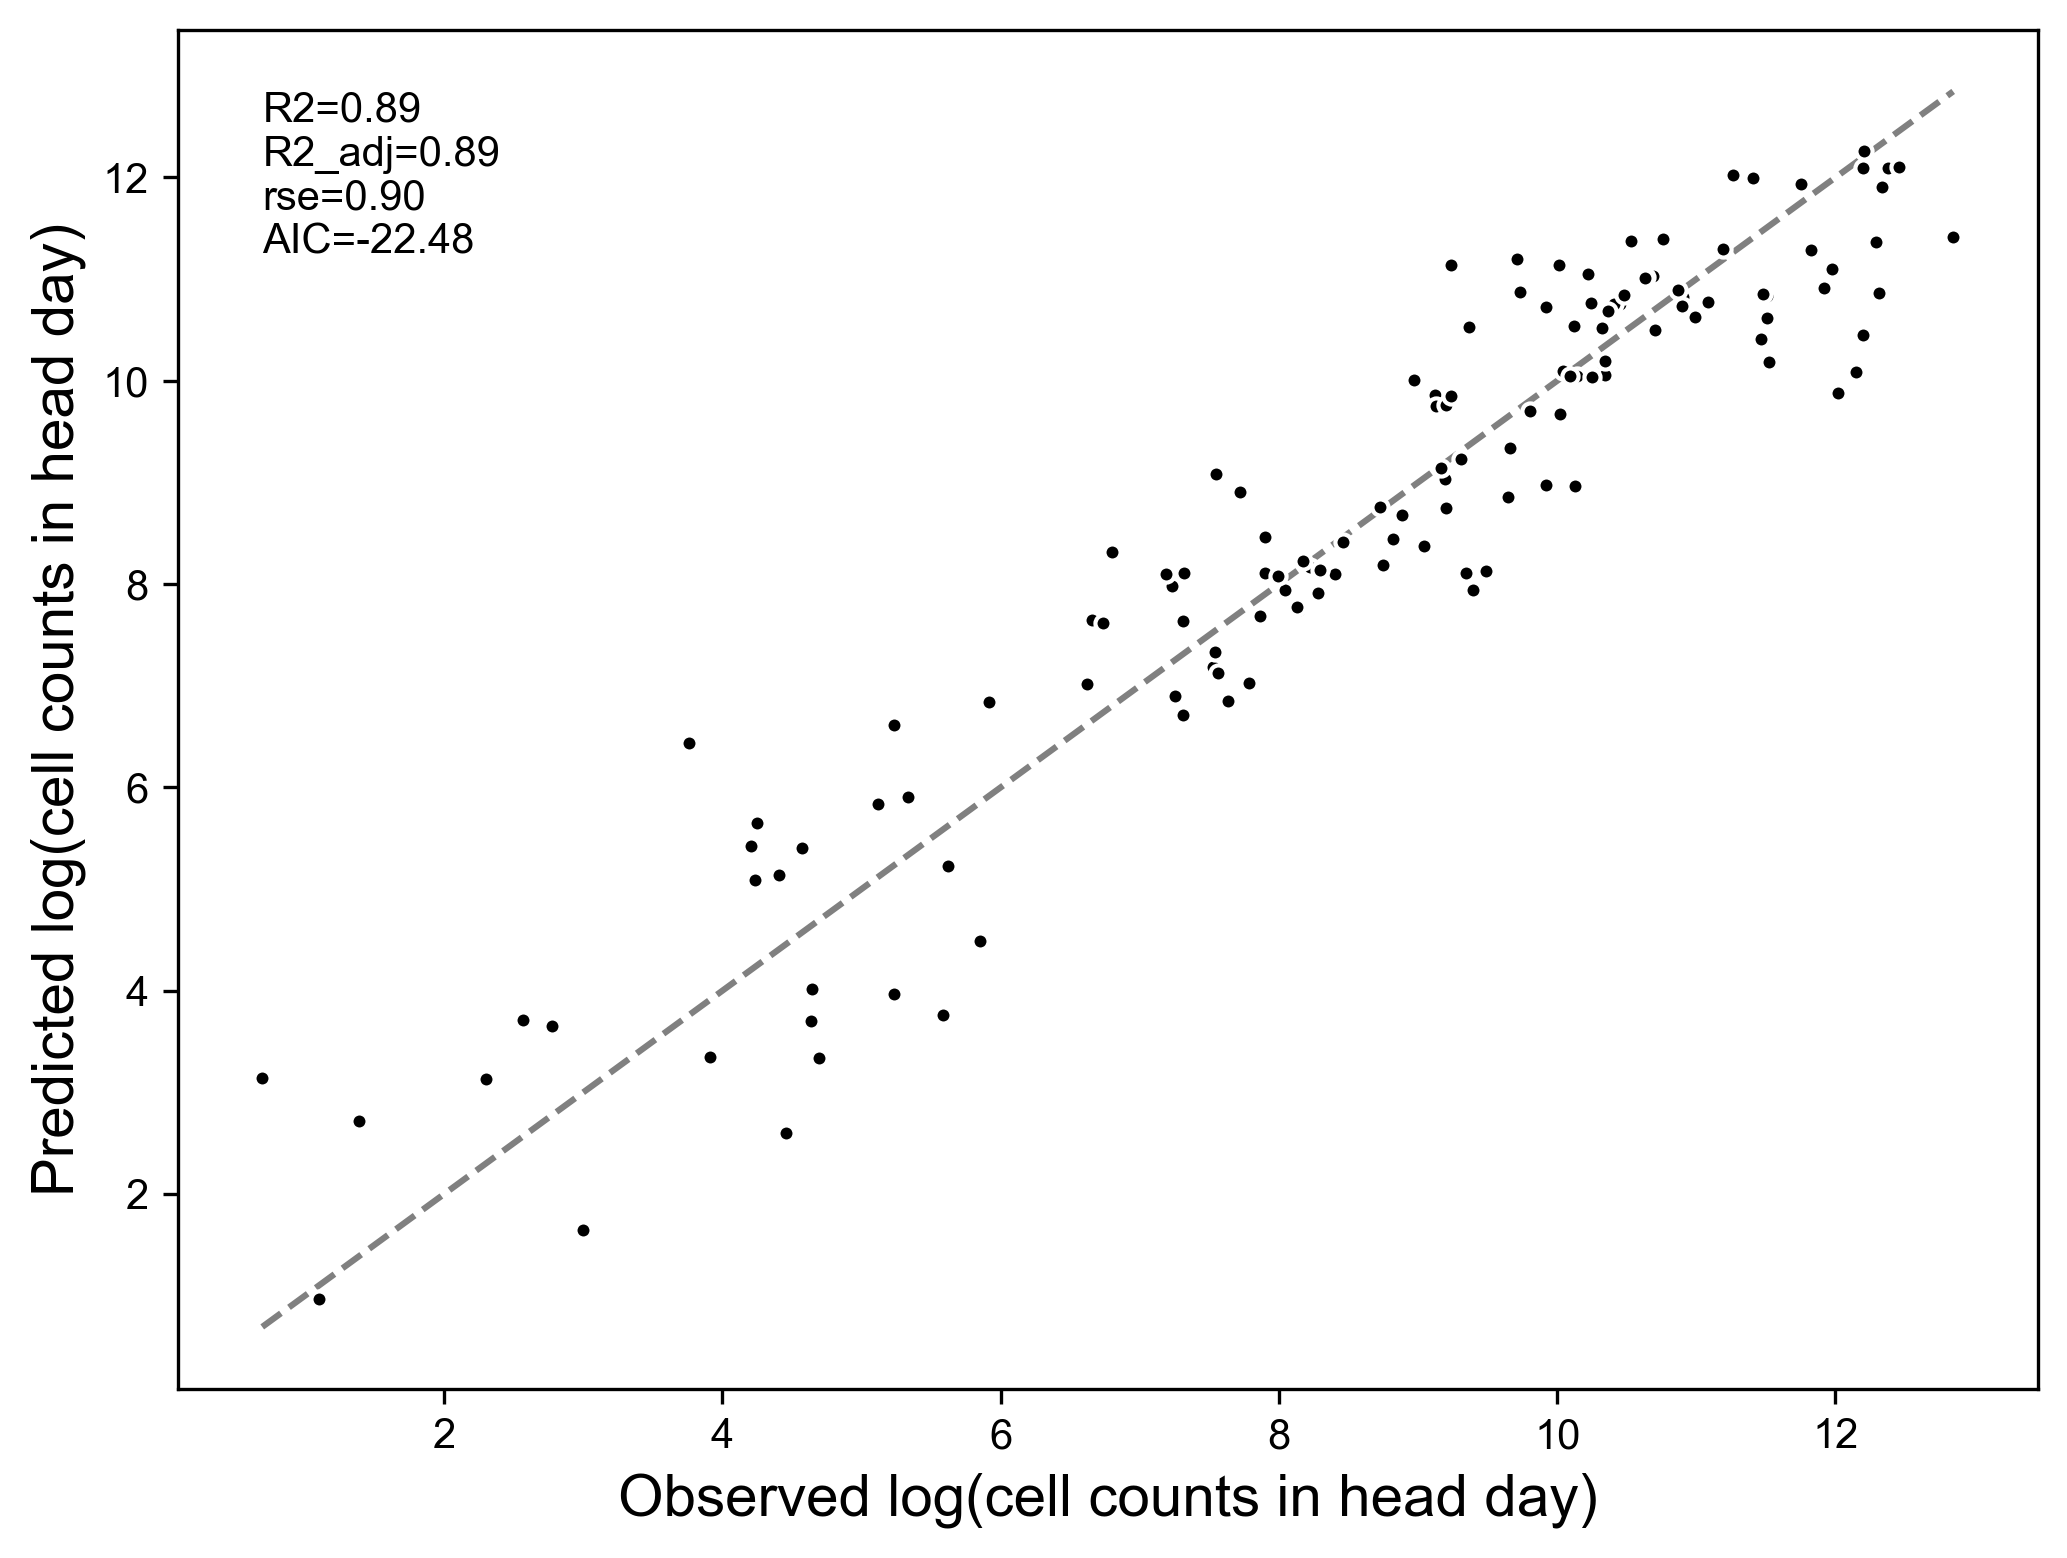 R2=0.89
R2_adj=0.89
rse=0.90
AIC=-22.48
Predicted log(cell counts in head day)
12
10
8
6
4
2
2 4 6 8 10 12
Observed log(cell counts in head day)